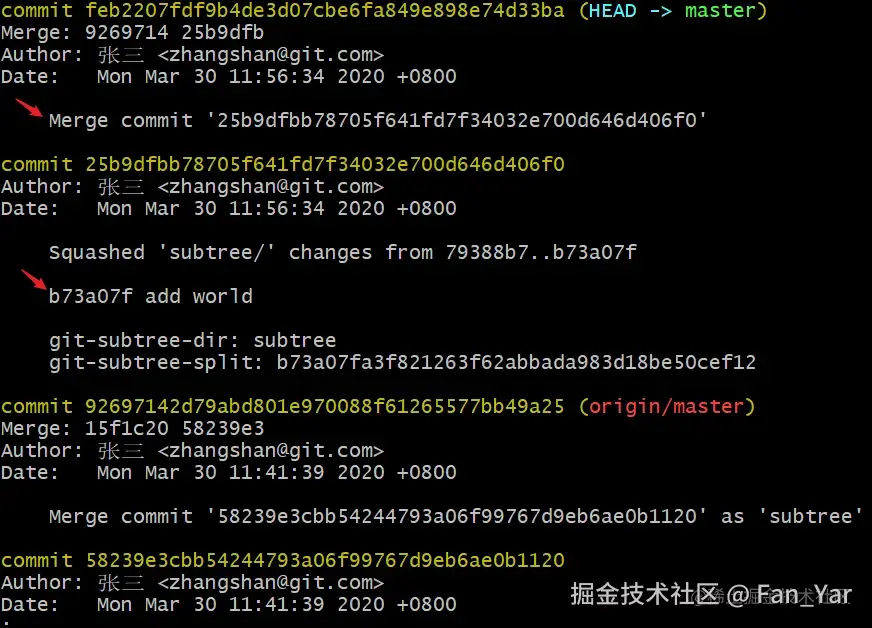 commit feb2207fdf9b4de3d07cbe6fa849e898e74d33ba (HEAD -> master)
Merge: 9269714 25b9dfb
Author: 张三 <zhangshan@git.com>
Date:   Mon Mar 30 11:56:34 2020 +0800
Merge commit '25b9dfbb78705f641fd7f34032e700d646d406f0'
commit 25b9dfbb78705f641fd7f34032e700d646d406f0
Author: 张三 <zhangshan@git.com>
Date:   Mon Mar 30 11:56:34 2020 +0800
Squashed 'subtree/' changes from 79388b7..b73a07f
b73a07f add world
git-subtree-dir: subtree
git-subtree-split: b73a07fa3f821263f62abbada983d18be50cef12
commit 92697142d79abd801e970088f61265577bb49a25 (origin/master)
Merge: 15f1c20 58239e3
Author: 张三 <zhangshan@git.com>
Date:   Mon Mar 30 11:41:39 2020 +0800
Merge commit '58239e3cbb54244793a06f99767d9eb6ae0b1120' as 'subtree'
commit 58239e3cbb54244793a06f99767d9eb6ae0b1120
Author: 张三 <zhangshan@git.com>
Date:   Mon Mar 30 11:41:39 2020 +0800
:
掘金技术社区 @ Fan_Yar